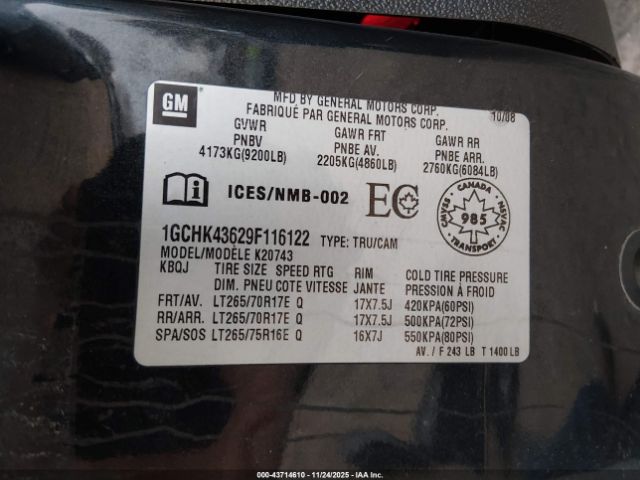 GM
MFD BY GENERAL MOTORS CORP.
FABRIQUÉ PAR GENERAL MOTORS CORP.
10/08
GVWR GAWR FRT GAWR RR
PNBV PNBE AV. PNBE ARR.
4173KG(9200LB) 2205KG(4860LB) 2760KG(6084LB)
ICES/NMB-002 EC
CANADA
CMVSS 985 NSVAC
TRANSPORT
1GCHK43629F116122 TYPE: TRU/CAM
MODEL/MODÈLE K20743
KBQJ TIRE SIZE SPEED RTG RIM COLD TIRE PRESSURE
DIM. PNEU COTE VITESSE JANTE PRESSION À FROID
FRT/AV. LT265/70R17E Q 17X7.5J 420KPA(60PSI)
RR/ARR. LT265/70R17E Q 17X7.5J 500KPA(72PSI)
SPA/SOS LT265/75R16E Q 16X7J 550KPA(80PSI)
AV. / F 243 LB T 1400 LB
000-43714610 - 11/24/2025 - IAA Inc.